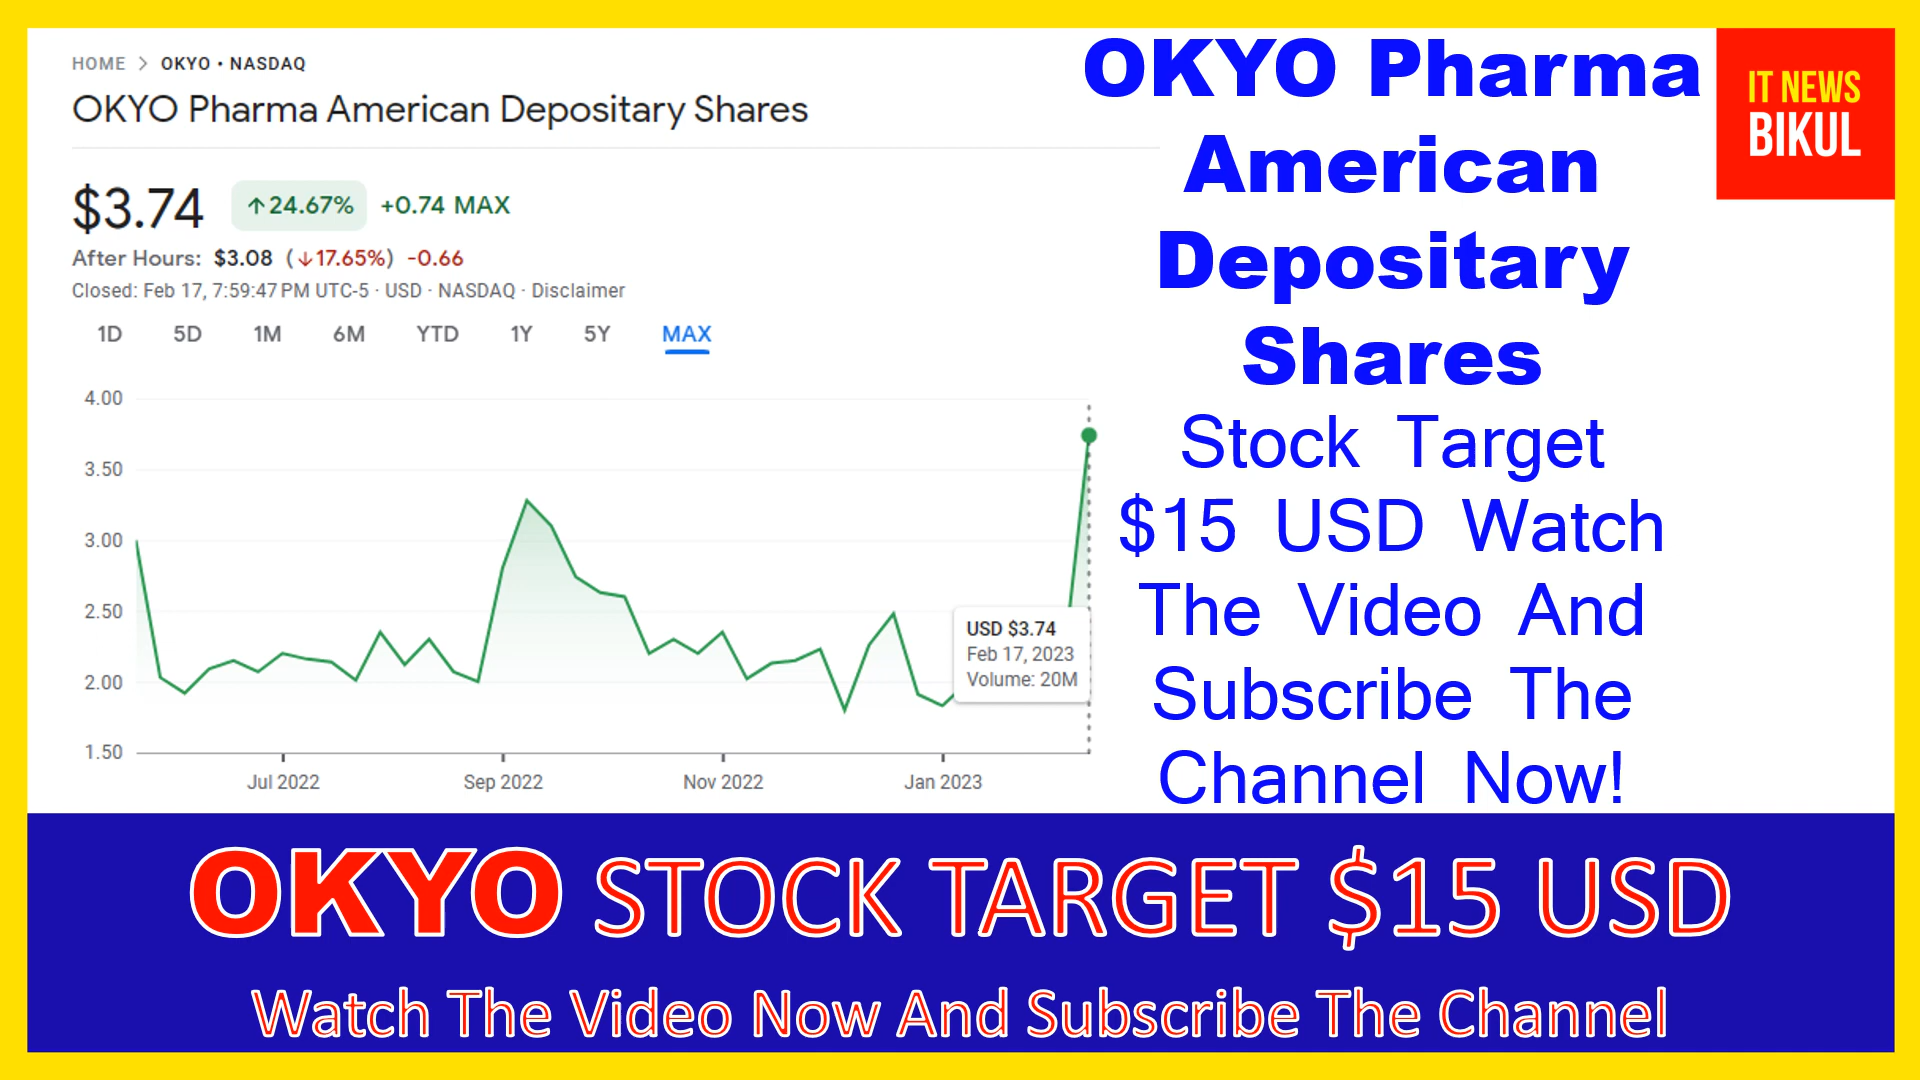 HOME > OKYO • NASDAQ
OKYO Pharma American Depositary Shares
$3.74 ↑24.67% +0.74 MAX
After Hours: $3.08 (↓17.65%) -0.66
Closed: Feb 17, 7:59:47 PM UTC-5 · USD · NASDAQ · Disclaimer
1D 5D 1M 6M YTD 1Y 5Y MAX
4.00
3.50
3.00
2.50
2.00
1.50
USD $3.74
Feb 17, 2023
Volume: 20M
Jul 2022 Sep 2022 Nov 2022 Jan 2023
OKYO Pharma
American
Depositary
Shares
Stock Target
$15 USD Watch
The Video And
Subscribe The
Channel Now!
IT NEWS
BIKUL
OKYO STOCK TARGET $15 USD
Watch The Video Now And Subscribe The Channel